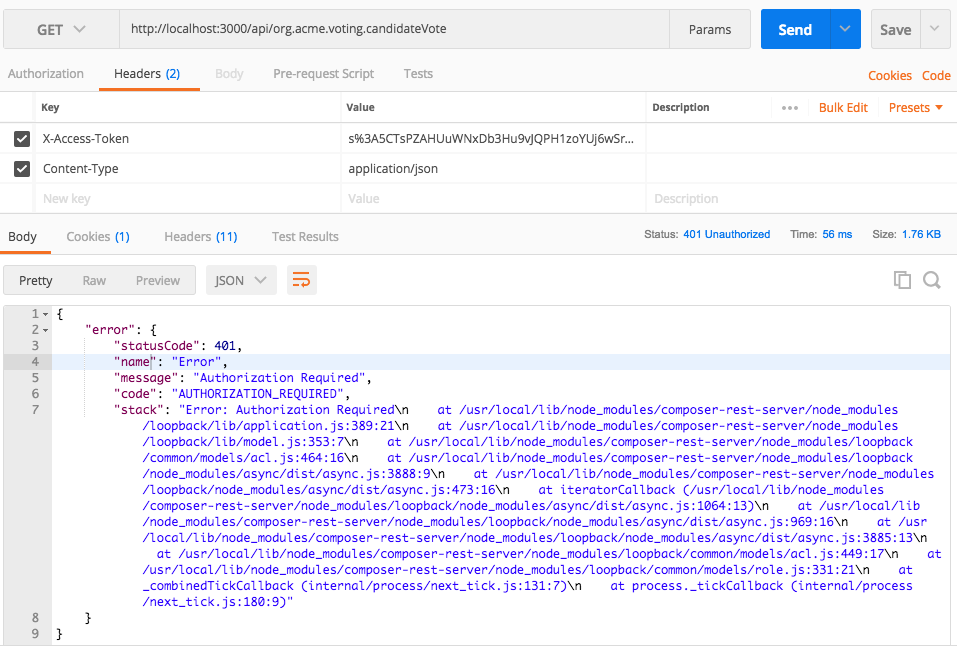 GET http://localhost:3000/api/org.acme.voting.candidateVote Params Send Save
Authorization Headers (2) Body Pre-request Script Tests Cookies Code
Key Value Description ••• Bulk Edit Presets
X-Access-Token s%3A5CTsPZAHUuWNxDb3Hu9vJQPH1zoYUj6wSr...
Content-Type application/json
New key Value Description
Body Cookies (1) Headers (11) Test Results Status: 401 Unauthorized Time: 56 ms Size: 1.76 KB
Pretty Raw Preview JSON
1 {
2 "error": {
3 "statusCode": 401,
4 "name": "Error",
5 "message": "Authorization Required",
6 "code": "AUTHORIZATION_REQUIRED",
7 "stack": "Error: Authorization Required\n    at /usr/local/lib/node_modules/composer-rest-server/node_modules
/loopback/lib/application.js:389:21\n    at /usr/local/lib/node_modules/composer-rest-server/node_modules
/loopback/lib/model.js:353:7\n    at /usr/local/lib/node_modules/composer-rest-server/node_modules/loopback
/common/models/acl.js:464:16\n    at /usr/local/lib/node_modules/composer-rest-server/node_modules/loopback
/node_modules/async/dist/async.js:3888:9\n    at /usr/local/lib/node_modules/composer-rest-server/node_modules
/loopback/node_modules/async/dist/async.js:473:16\n    at iteratorCallback (/usr/local/lib/node_modules
/composer-rest-server/node_modules/loopback/node_modules/async/dist/async.js:1064:13)\n    at /usr/local/lib
/node_modules/composer-rest-server/node_modules/loopback/node_modules/async/dist/async.js:969:16\n    at /usr
/local/lib/node_modules/composer-rest-server/node_modules/loopback/node_modules/async/dist/async.js:3885:13\n
at /usr/local/lib/node_modules/composer-rest-server/node_modules/loopback/common/models/acl.js:449:17\n    at
/usr/local/lib/node_modules/composer-rest-server/node_modules/loopback/common/models/role.js:331:21\n    at
_combinedTickCallback (internal/process/next_tick.js:131:7)\n    at process._tickCallback (internal/process
/next_tick.js:180:9)"
8 }
9 }